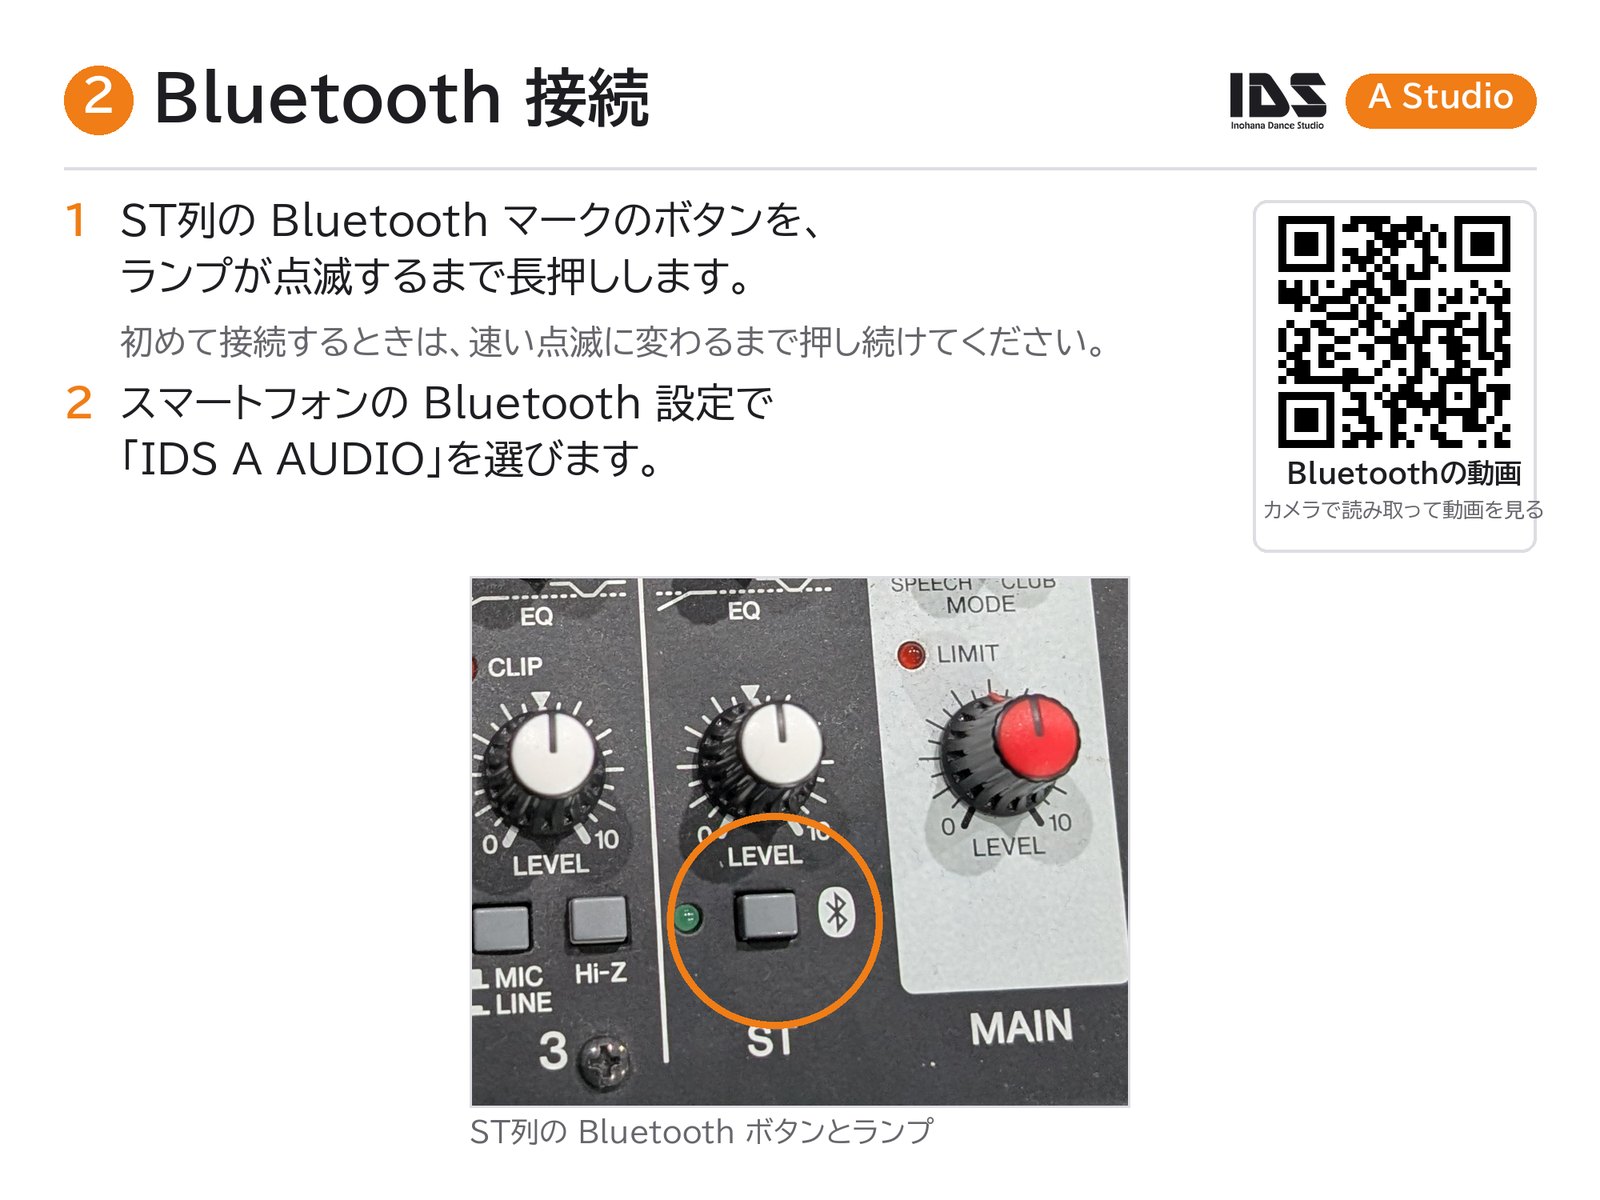 2 Bluetooth 接続
IDS
Inohana Dance Studio
A Studio
1 ST列の Bluetooth マークのボタンを、
ランプが点滅するまで長押しします。
初めて接続するときは、速い点滅に変わるまで押し続けてください。
2 スマートフォンの Bluetooth 設定で
「IDS A AUDIO」を選びます。
Bluetoothの動画
カメラで読み取って動画を見る
EQ
CLIP
0 10
LEVEL
MIC
LINE
Hi-Z
3
EQ
0 10
LEVEL
ST
SPEECH CLUB
MODE
LIMIT
0 10
LEVEL
MAIN
ST列の Bluetooth ボタンとランプ